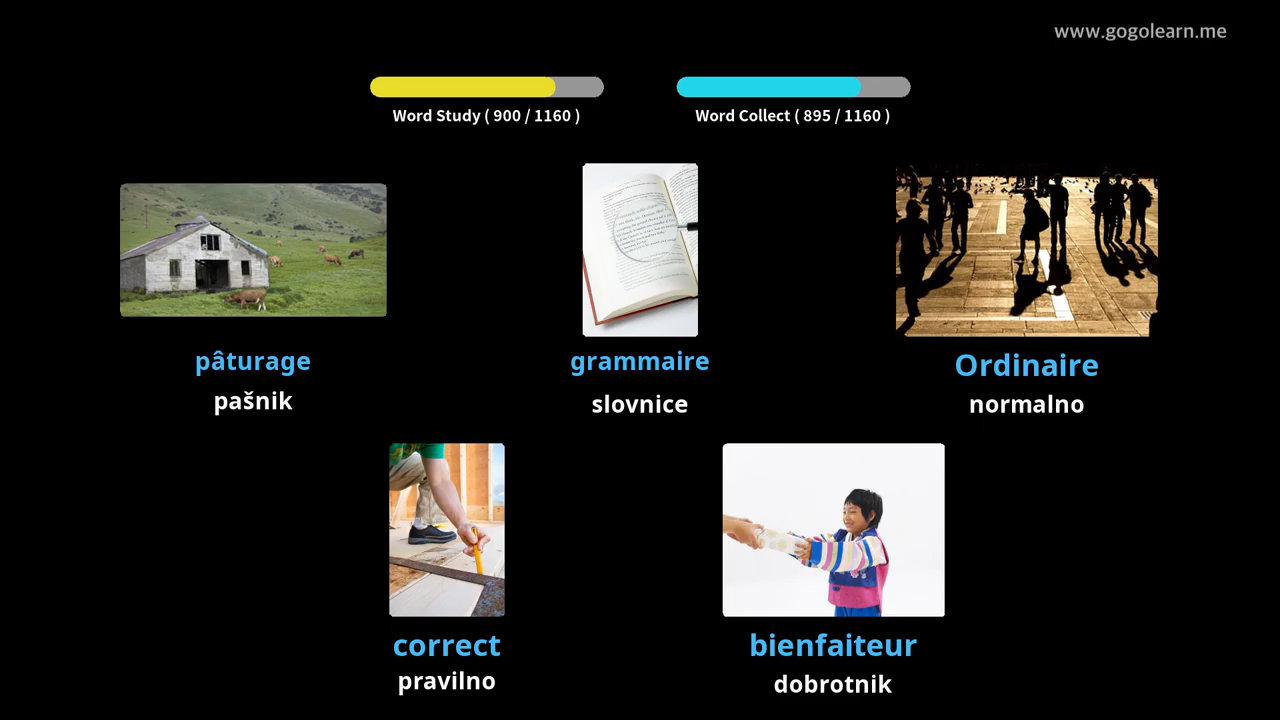 www.gogolearn.me
Word Study ( 900 / 1160 )
Word Collect ( 895 / 1160 )
pâturage
pašnik
grammaire
slovnice
Ordinaire
normalno
correct
pravilno
bienfaiteur
dobrotnik